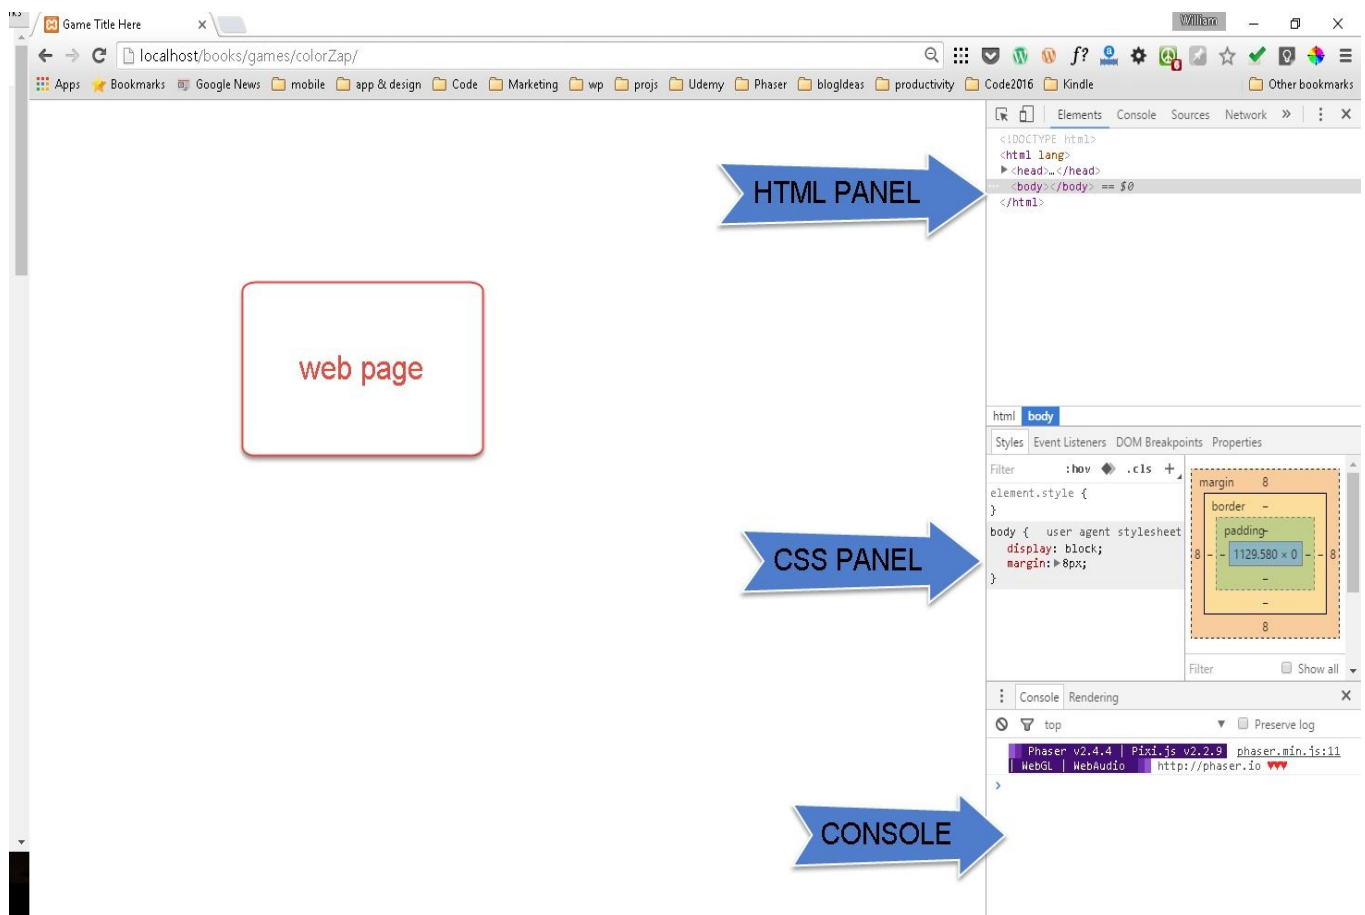 William
Game Title Here
localhost/books/games/colorZap/
f?
Apps Bookmarks Google News mobile app & design Code Marketing wp projs Udemy Phaser blogIdeas productivity Code2016 Kindle Other bookmarks
Elements Console Sources Network »
<!DOCTYPE html>
<html lang>
<head>…</head>
<body></body> == $0
</html>
HTML PANEL
web page
html body
Styles Event Listeners DOM Breakpoints Properties
Filter :hov .cls +
element.style {
}
body { user agent stylesheet
display: block;
margin: 8px;
}
margin 8
border –
padding-
8 – – 1129.580 × 0 – – 8
–
–
8
CSS PANEL
Filter Show all
Console Rendering
top Preserve log
Phaser v2.4.4 | Pixi.js v2.2.9 phaser.min.js:11
| WebGL | WebAudio http://phaser.io ♥♥♥
>
CONSOLE